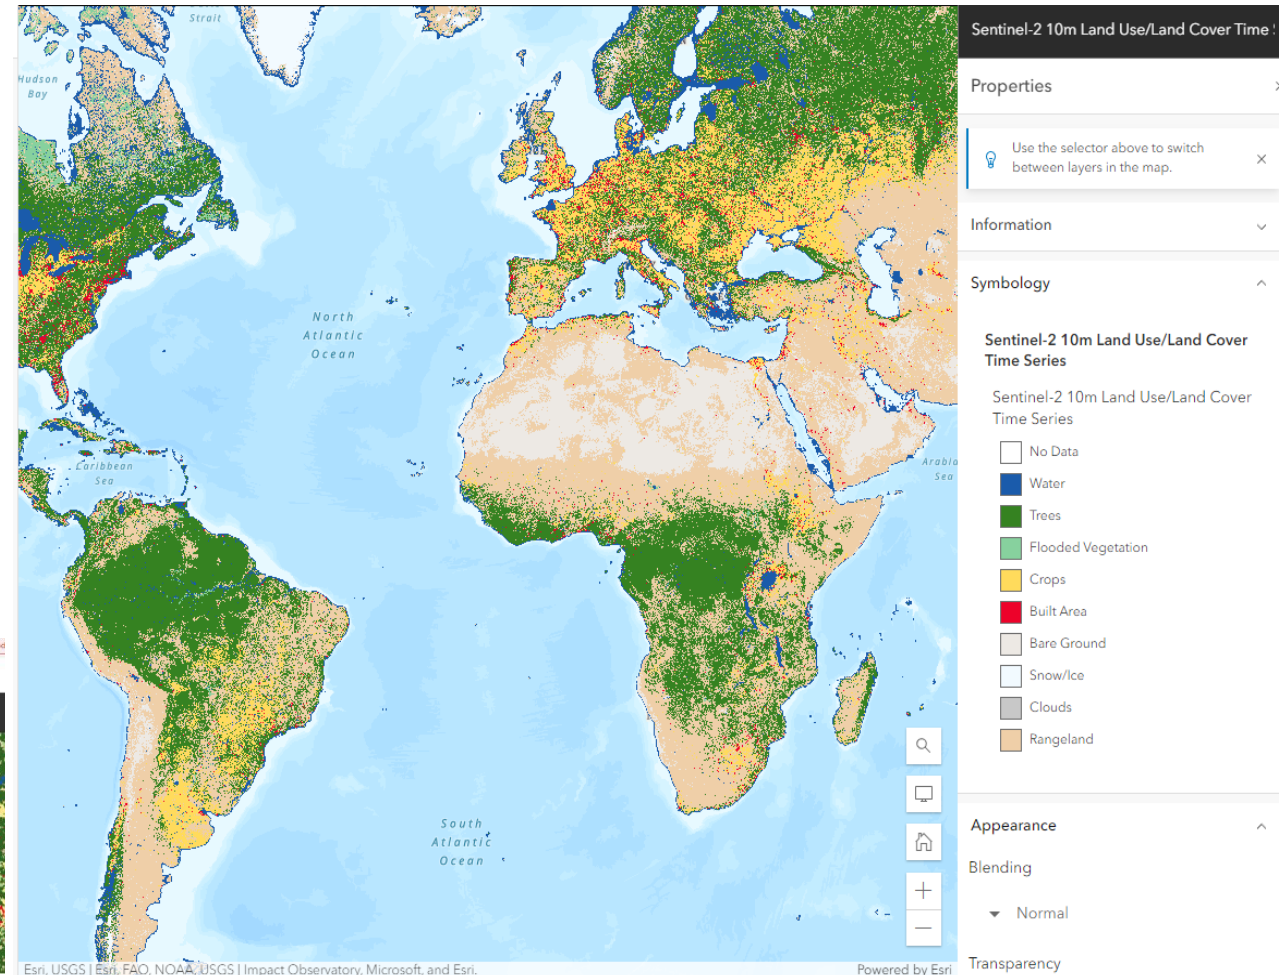 Strait
Hudson
Bay
North
Atlantic
Ocean
Caribbean
Sea
Sea
South
Atlantic
Ocean
Esri, USGS | Esri, FAO, NOAA, USGS | Impact Observatory, Microsoft, and Esri.
Powered by Esri
Sentinel-2 10m Land Use/Land Cover Time
Properties
Use the selector above to switch
between layers in the map.
Information
Symbology
Sentinel-2 10m Land Use/Land Cover
Time Series
Sentinel-2 10m Land Use/Land Cover
Time Series
No Data
Water
Trees
Flooded Vegetation
Crops
Built Area
Bare Ground
Snow/Ice
Clouds
Rangeland
Appearance
Blending
Normal
Transparency